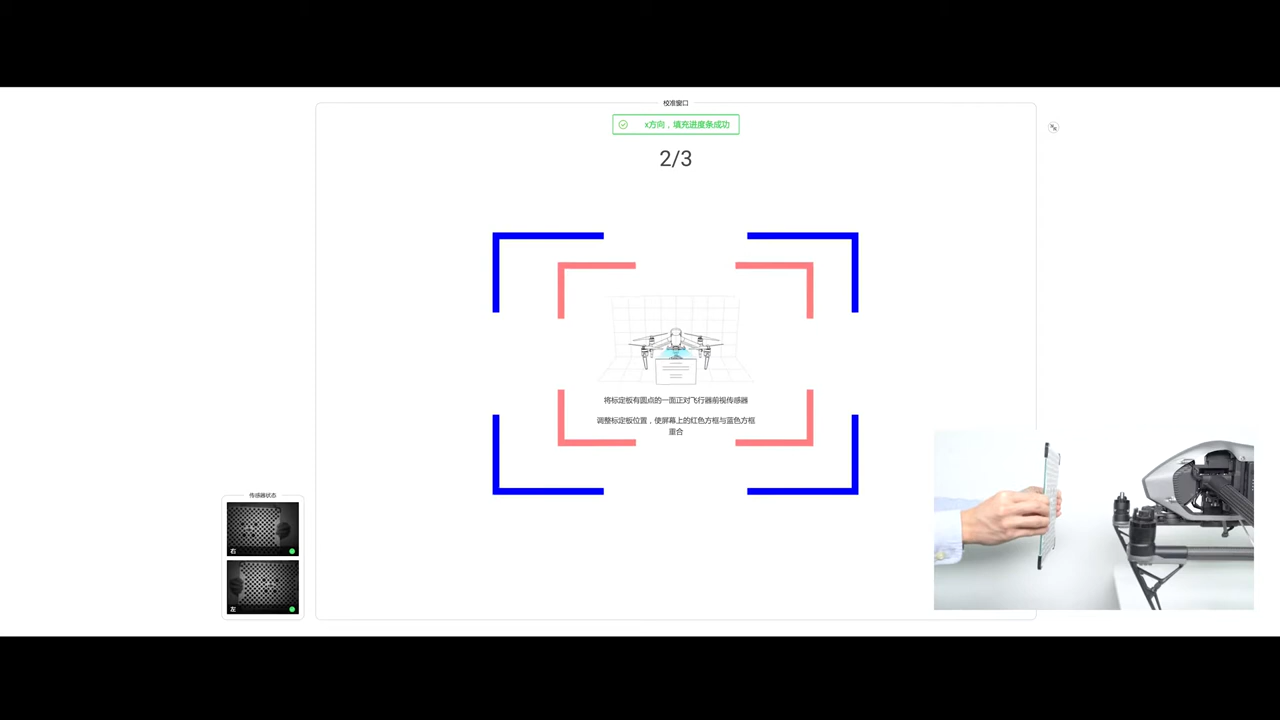 校准窗口
x方向，填充进度条成功
2/3
将标定板有圆点的一面正对飞行器前视传感器
调整标定板位置，使屏幕上的红色方框与蓝色方框
重合
传感器状态
右
左